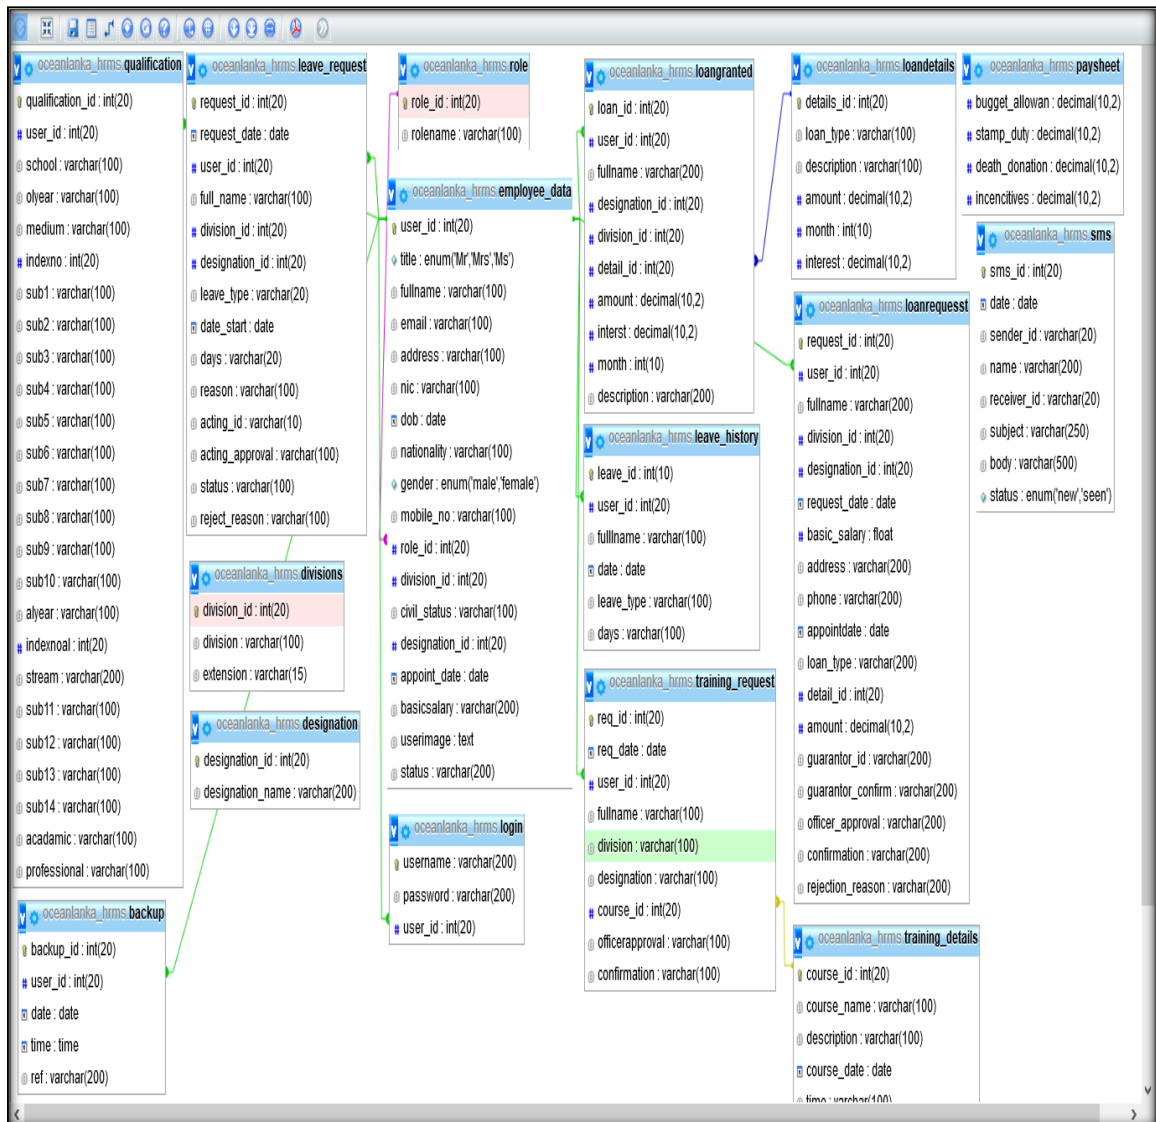 oceanlanka_hrms.qualification
qualification_id : int(20)
user_id : int(20)
school : varchar(100)
olyear : varchar(100)
medium : varchar(100)
indexno : int(20)
sub1 : varchar(100)
sub2 : varchar(100)
sub3 : varchar(100)
sub4 : varchar(100)
sub5 : varchar(100)
sub6 : varchar(100)
sub7 : varchar(100)
sub8 : varchar(100)
sub9 : varchar(100)
sub10 : varchar(100)
alyear : varchar(100)
indexnoal : int(20)
stream : varchar(200)
sub11 : varchar(100)
sub12 : varchar(100)
sub13 : varchar(100)
sub14 : varchar(100)
acadamic : varchar(100)
professional : varchar(100)
oceanlanka_hrms.backup
backup_id : int(20)
user_id : int(20)
date : date
time : time
ref : varchar(200)
oceanlanka_hrms.leave_request
request_id : int(20)
request_date : date
user_id : int(20)
full_name : varchar(100)
division_id : int(20)
designation_id : int(20)
leave_type : varchar(20)
date_start : date
days : varchar(20)
reason : varchar(100)
acting_id : varchar(10)
acting_approval : varchar(100)
status : varchar(100)
reject_reason : varchar(100)
oceanlanka_hrms.divisions
division_id : int(20)
division : varchar(100)
extension : varchar(15)
oceanlanka_hrms.designation
designation_id : int(20)
designation_name : varchar(200)
oceanlanka_hrms.role
role_id : int(20)
rolename : varchar(100)
oceanlanka_hrms.employee_data
user_id : int(20)
title : enum('Mr','Mrs','Ms')
fullname : varchar(100)
email : varchar(100)
address : varchar(100)
nic : varchar(100)
dob : date
nationality : varchar(100)
gender : enum('male','female')
mobile_no : varchar(100)
role_id : int(20)
division_id : int(20)
civil_status : varchar(100)
designation_id : int(20)
appoint_date : date
basicsalary : varchar(200)
userimage : text
status : varchar(200)
oceanlanka_hrms.login
username : varchar(200)
password : varchar(200)
user_id : int(20)
oceanlanka_hrms.loangranted
loan_id : int(20)
user_id : int(20)
fullname : varchar(200)
designation_id : int(20)
division_id : int(20)
detail_id : int(20)
amount : decimal(10,2)
interst : decimal(10,2)
month : int(10)
description : varchar(200)
oceanlanka_hrms.leave_history
leave_id : int(10)
user_id : int(20)
fulllname : varchar(100)
date : date
leave_type : varchar(100)
days : varchar(100)
oceanlanka_hrms.training_request
req_id : int(20)
req_date : date
user_id : int(20)
fullname : varchar(100)
division : varchar(100)
designation : varchar(100)
course_id : int(20)
officerapproval : varchar(100)
confirmation : varchar(100)
oceanlanka_hrms.loandetails
details_id : int(20)
loan_type : varchar(100)
description : varchar(100)
amount : decimal(10,2)
month : int(10)
interest : decimal(10,2)
oceanlanka_hrms.loanrequesst
request_id : int(20)
user_id : int(20)
fullname : varchar(200)
division_id : int(20)
designation_id : int(20)
request_date : date
basic_salary : float
address : varchar(200)
phone : varchar(200)
appointdate : date
loan_type : varchar(200)
detail_id : int(20)
amount : decimal(10,2)
guarantor_id : varchar(200)
guarantor_confirm : varchar(200)
officer_approval : varchar(200)
confirmation : varchar(200)
rejection_reason : varchar(200)
oceanlanka_hrms.training_details
course_id : int(20)
course_name : varchar(100)
description : varchar(100)
course_date : date
time : varchar(100)
oceanlanka_hrms.paysheet
bugget_allowan : decimal(10,2)
stamp_duty : decimal(10,2)
death_donation : decimal(10,2)
incencitives : decimal(10,2)
oceanlanka_hrms.sms
sms_id : int(20)
date : date
sender_id : varchar(20)
name : varchar(200)
receiver_id : varchar(20)
subject : varchar(250)
body : varchar(500)
status : enum('new','seen')